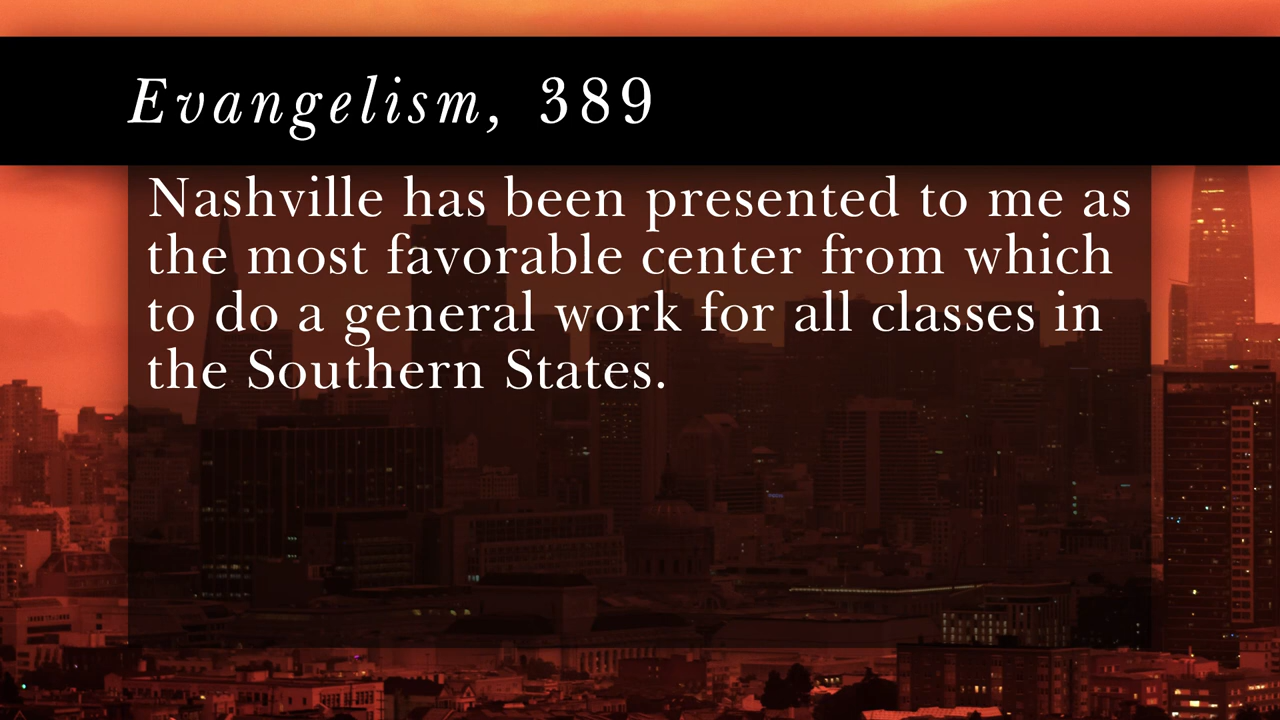 Evangelism, 389
Nashville has been presented to me as
the most favorable center from which
to do a general work for all classes in
the Southern States.